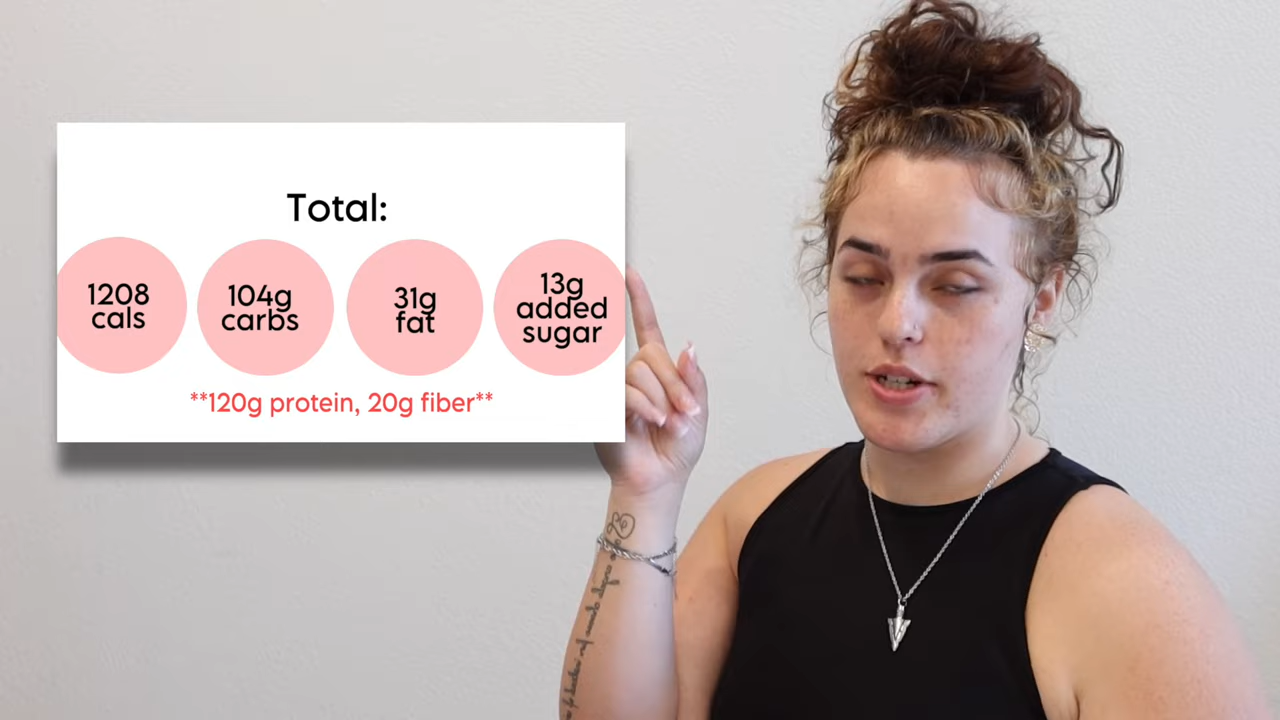 Total:
1208
cals
104g
carbs
31g
fat
13g
added
sugar
**120g protein, 20g fiber**